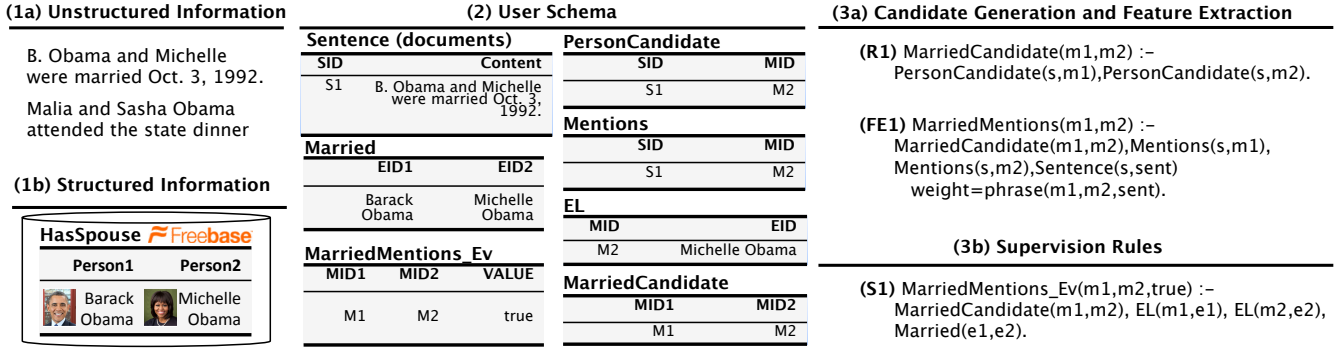 (1a) Unstructured Information
B. Obama and Michelle
were married Oct. 3, 1992.
Malia and Sasha Obama
attended the state dinner
(1b) Structured Information
HasSpouse Freebase
Person1 Person2
Barack Michelle
Obama Obama
(2) User Schema
Sentence (documents)
SID Content
S1 B. Obama and Michelle
were married Oct. 3,
1992.
Married
EID1 EID2
Barack Michelle
Obama Obama
MarriedMentions_Ev
MID1 MID2 VALUE
M1 M2 true
PersonCandidate
SID MID
S1 M2
Mentions
SID MID
S1 M2
EL
MID EID
M2 Michelle Obama
MarriedCandidate
MID1 MID2
M1 M2
(3a) Candidate Generation and Feature Extraction
(R1) MarriedCandidate(m1,m2) :-
PersonCandidate(s,m1),PersonCandidate(s,m2).
(FE1) MarriedMentions(m1,m2) :-
MarriedCandidate(m1,m2),Mentions(s,m1),
Mentions(s,m2),Sentence(s,sent)
weight=phrase(m1,m2,sent).
(3b) Supervision Rules
(S1) MarriedMentions_Ev(m1,m2,true) :-
MarriedCandidate(m1,m2), EL(m1,e1), EL(m2,e2),
Married(e1,e2).